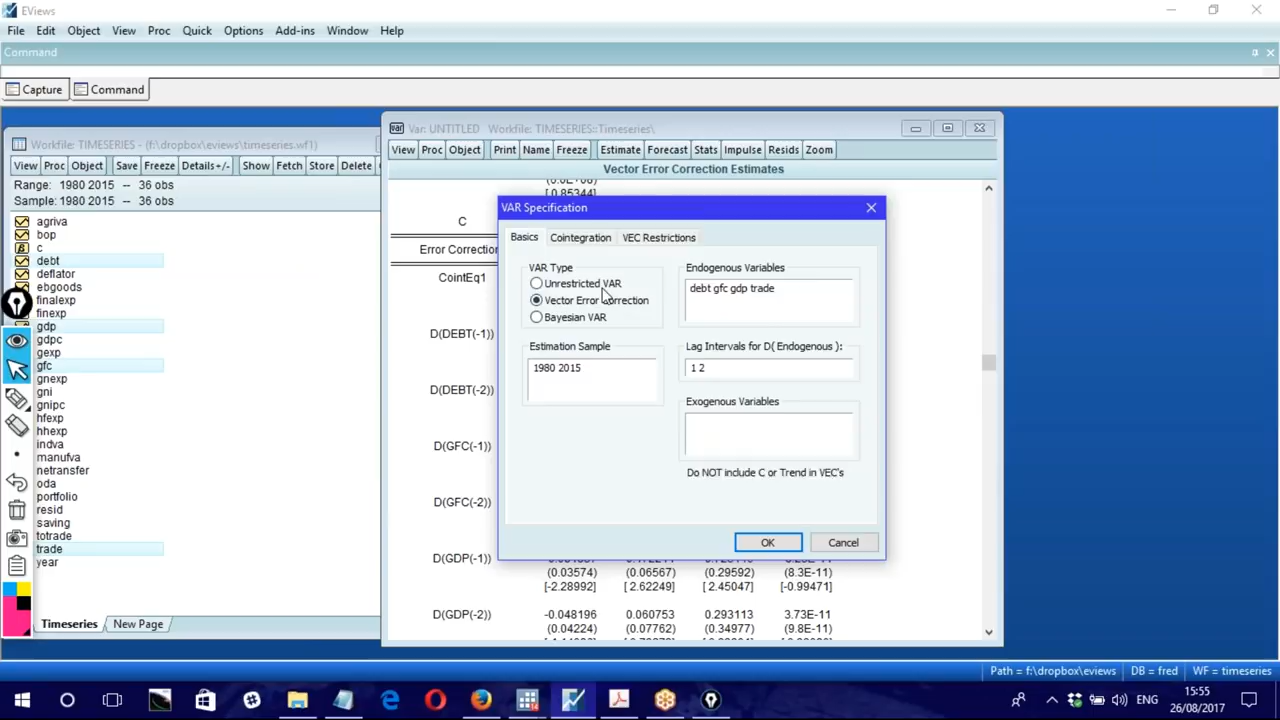 EViews
File Edit Object View Proc Quick Options Add-ins Window Help
Command
Capture Command
Workfile: TIMESERIES - (f:\dropbox\eviews\timeseries.wf1)
View Proc Object Save Freeze Details+/- Show Fetch Store Delete
Range: 1980 2015 -- 36 obs
Sample: 1980 2015 -- 36 obs
agriva
bop
c
debt
deflator
ebgoods
finalexp
finexp
gdp
gdpc
gexp
gfc
gnexp
gni
gnipc
hfexp
hhexp
indva
manufva
netransfer
oda
portfolio
resid
saving
totrade
trade
year
Timeseries New Page
Var: UNTITLED Workfile: TIMESERIES::Timeseries\
View Proc Object Print Name Freeze Estimate Forecast Stats Impulse Resids Zoom
Vector Error Correction Estimates
[ 0.85344]
C
Error Correction
CointEq1
D(DEBT(-1))
D(DEBT(-2))
D(GFC(-1))
D(GFC(-2))
D(GDP(-1))
(0.03574) (0.06567) (0.29592) (8.3E-11)
[-2.28992] [ 2.62249] [ 2.45047] [-0.99471]
D(GDP(-2)) -0.048196 0.060753 0.293113 3.73E-11
(0.04224) (0.07762) (0.34977) (9.8E-11)
VAR Specification
Basics Cointegration VEC Restrictions
VAR Type
Unrestricted VAR
Vector Error Correction
Bayesian VAR
Estimation Sample
1980 2015
Endogenous Variables
debt gfc gdp trade
Lag Intervals for D( Endogenous ):
1 2
Exogenous Variables
Do NOT include C or Trend in VEC's
OK Cancel
Path = f:\dropbox\eviews DB = fred WF = timeseries
ENG
15:55
26/08/2017